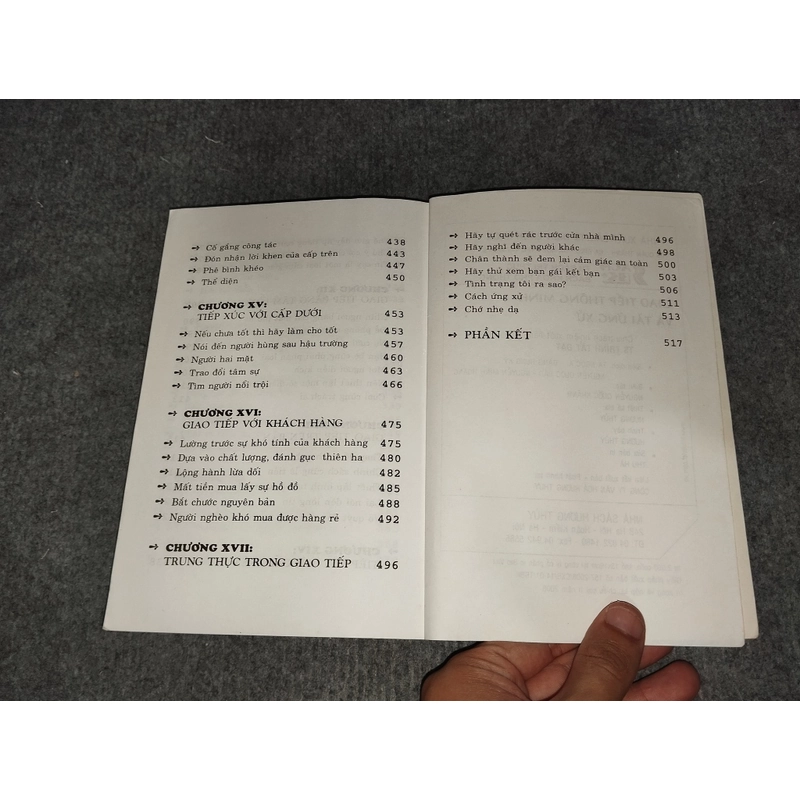 ➔ Cố gắng công tác 438
➔ Đón nhận lời khen của cấp trên 443
➔ Phê bình khéo 447
➔ Thể diện 450
➔ CHƯƠNG XV:
TIẾP XÚC VỚI CẤP DƯỚI 453
➔ Nếu chưa tốt thì hãy làm cho tốt 453
➔ Nói đến người hùng sau hậu trường 457
➔ Người hai mặt 460
➔ Trao đổi tâm sự 463
➔ Tìm người nổi trội 466
➔ CHƯƠNG XVI:
GIAO TIẾP VỚI KHÁCH HÀNG 475
➔ Lường trước sự khó tính của khách hàng 475
➔ Dựa vào chất lượng, đánh gục thiên hạ 480
➔ Lộng hành lừa dối 482
➔ Mất tiền mua lấy sự hồ đồ 485
➔ Bắt chước nguyên bản 488
➔ Người nghèo khó mua được hàng rẻ 492
➔ CHƯƠNG XVII:
TRUNG THỰC TRONG GIAO TIẾP 496
➔ Hãy tự quét rác trước cửa nhà mình 496
➔ Hãy nghĩ đến người khác 498
➔ Chân thành sẽ đem lại cảm giác an toàn 500
➔ Hãy thử xem bạn gái kết bạn 503
➔ Tình trạng tôi ra sao? 506
➔ Cách ứng xử 511
➔ Chớ nhẹ dạ 513
➔ PHẦN KẾT 517